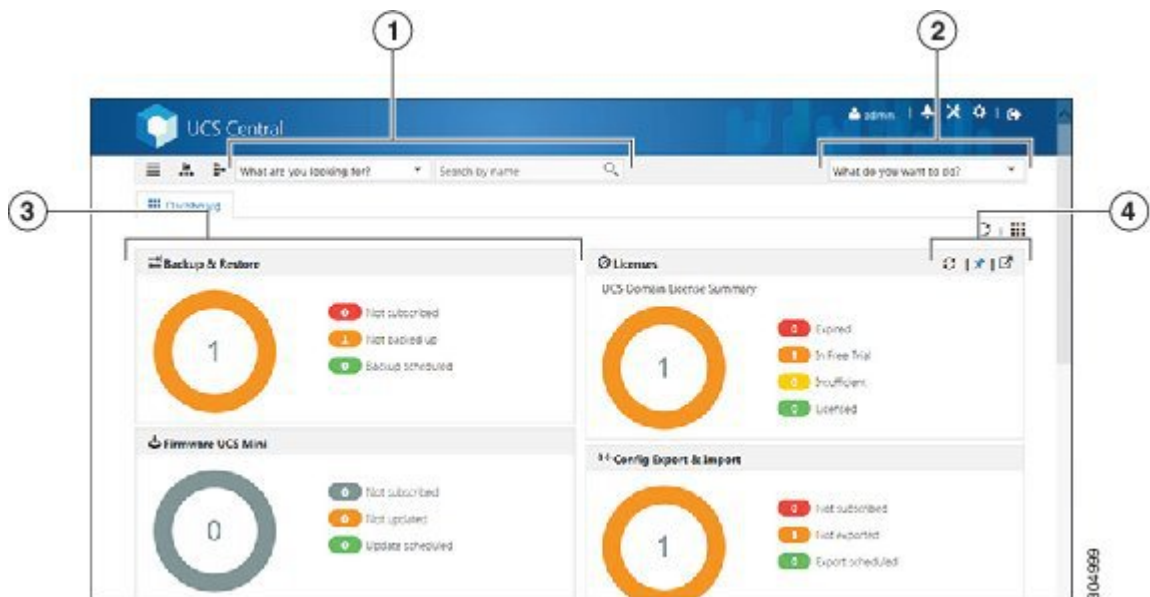 1
2
UCS Central
admin
What are you looking for?
Search by name
What do you want to do?
3
Dashboard
4
Backup & Restore
1
0 Not subscribed
1 Not backed up
0 Backup scheduled
Licenses
UCS Domain License Summary
1
0 Expired
1 In Free Trial
0 Insufficient
0 Licensed
Firmware UCS Mini
0
0 Not subscribed
0 Not updated
0 Update scheduled
Config Export & Import
1
0 Not subscribed
1 Not exported
0 Export scheduled
304999